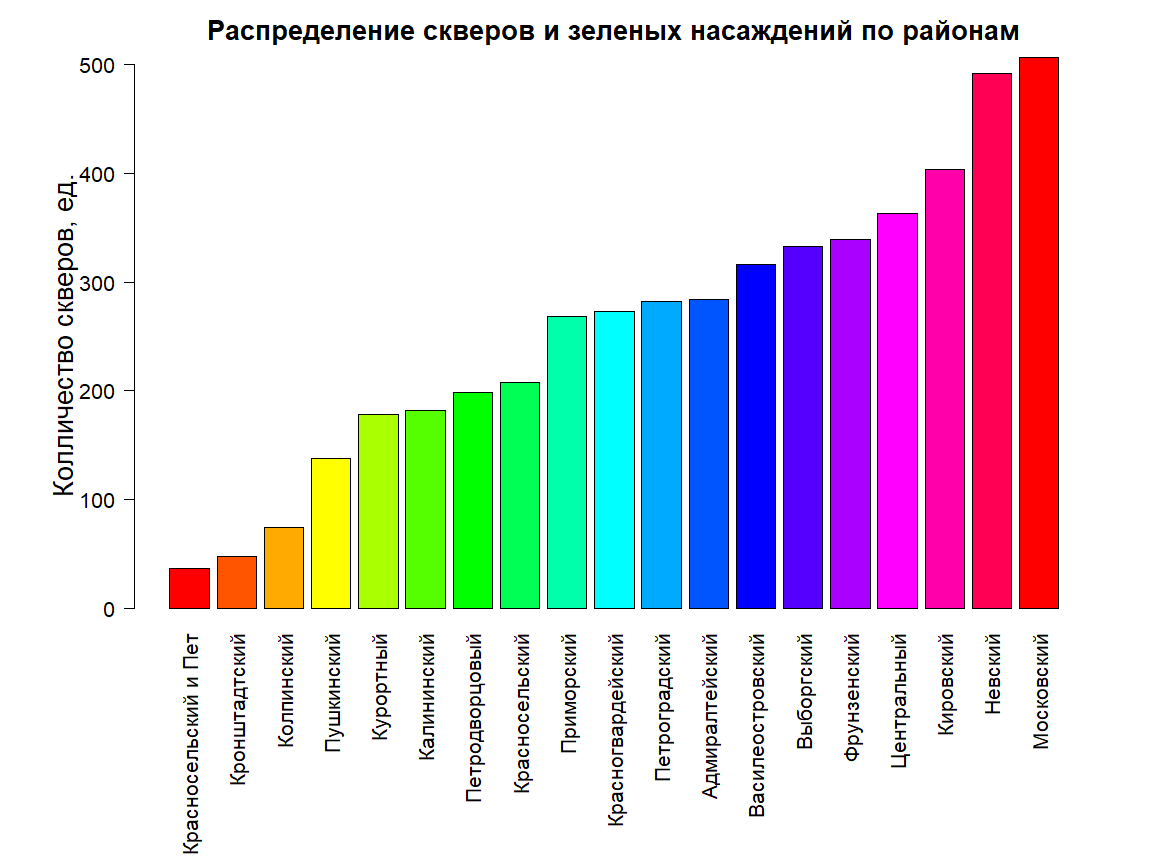 Распределение скверов и зеленых насаждений по районам
Колличество скверов, ед.
500
400
300
200
100
0
Красносельский и Пет
Кронштадтский
Колпинский
Пушкинский
Курортный
Калининский
Петродворцовый
Красносельский
Приморский
Красногвардейский
Петроградский
Адмиралтейский
Василеостровский
Выборгский
Фрунзенский
Центральный
Кировский
Невский
Московский